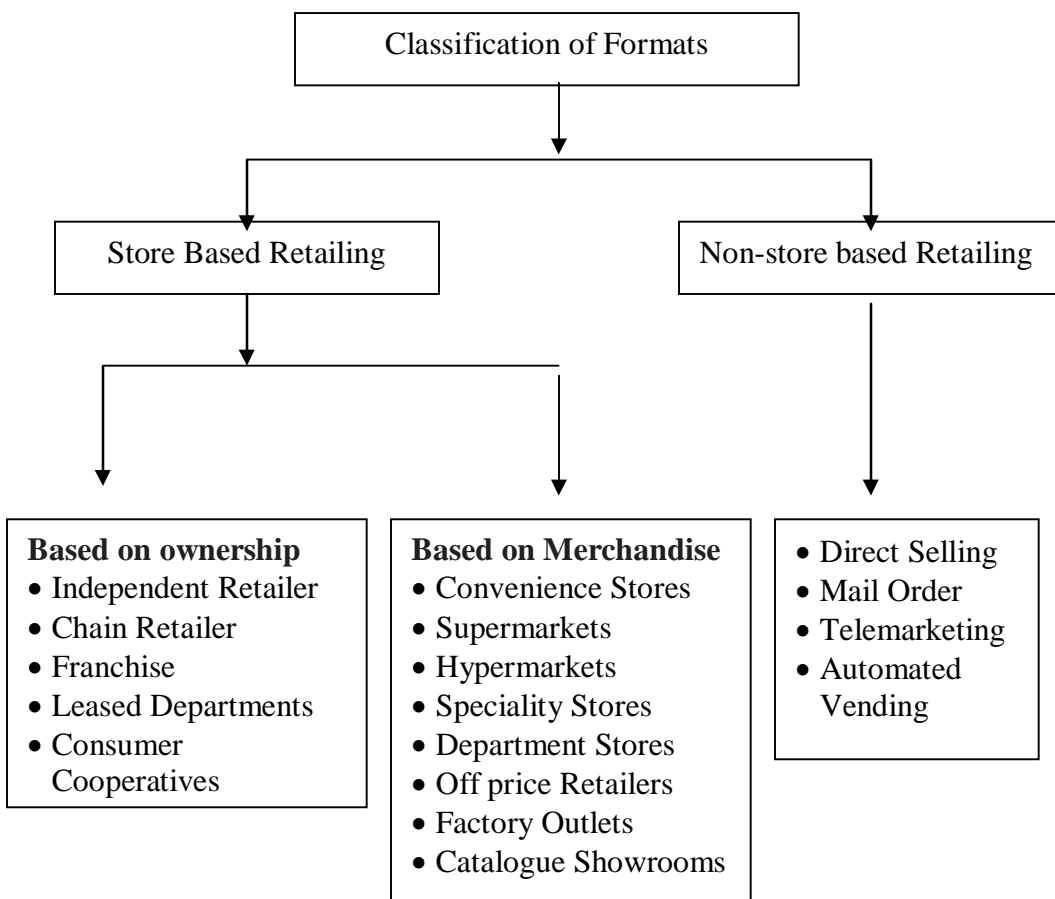 Classification of Formats
Store Based Retailing
Non-store based Retailing
Based on ownership
• Independent Retailer
• Chain Retailer
• Franchise
• Leased Departments
• Consumer
Cooperatives
Based on Merchandise
• Convenience Stores
• Supermarkets
• Hypermarkets
• Speciality Stores
• Department Stores
• Off price Retailers
• Factory Outlets
• Catalogue Showrooms
• Direct Selling
• Mail Order
• Telemarketing
• Automated
Vending